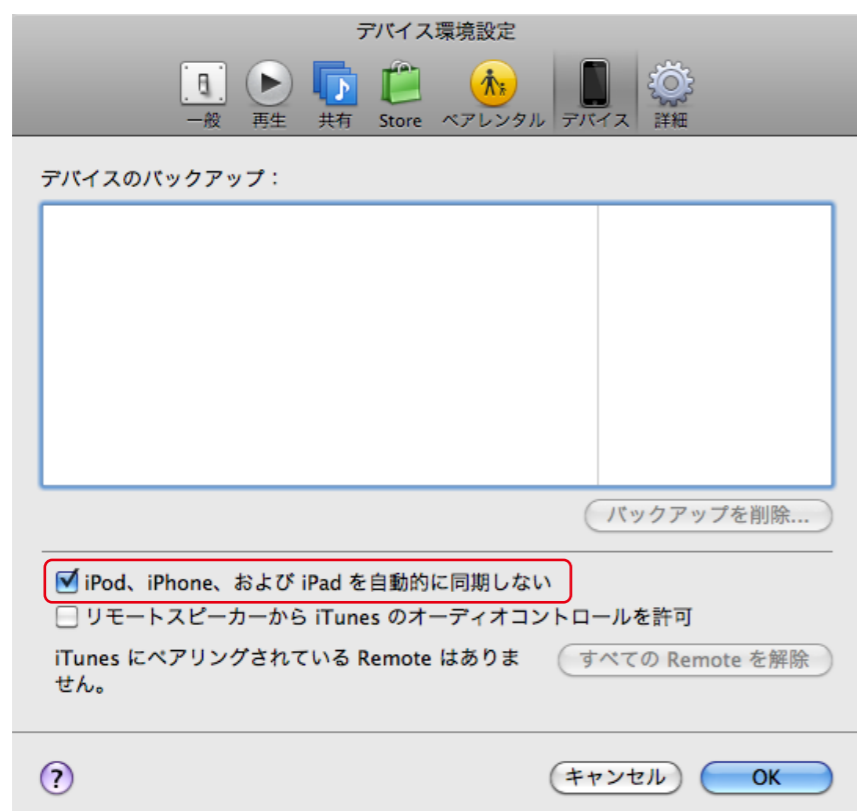 デバイス環境設定
一般 再生 共有 Store ペアレンタル デバイス 詳細
デバイスのバックアップ：
バックアップを削除...
iPod、iPhone、および iPad を自動的に同期しない
リモートスピーカーから iTunes のオーディオコントロールを許可
iTunes にペアリングされている Remote はありま
せん。
すべての Remote を解除
?
キャンセル OK